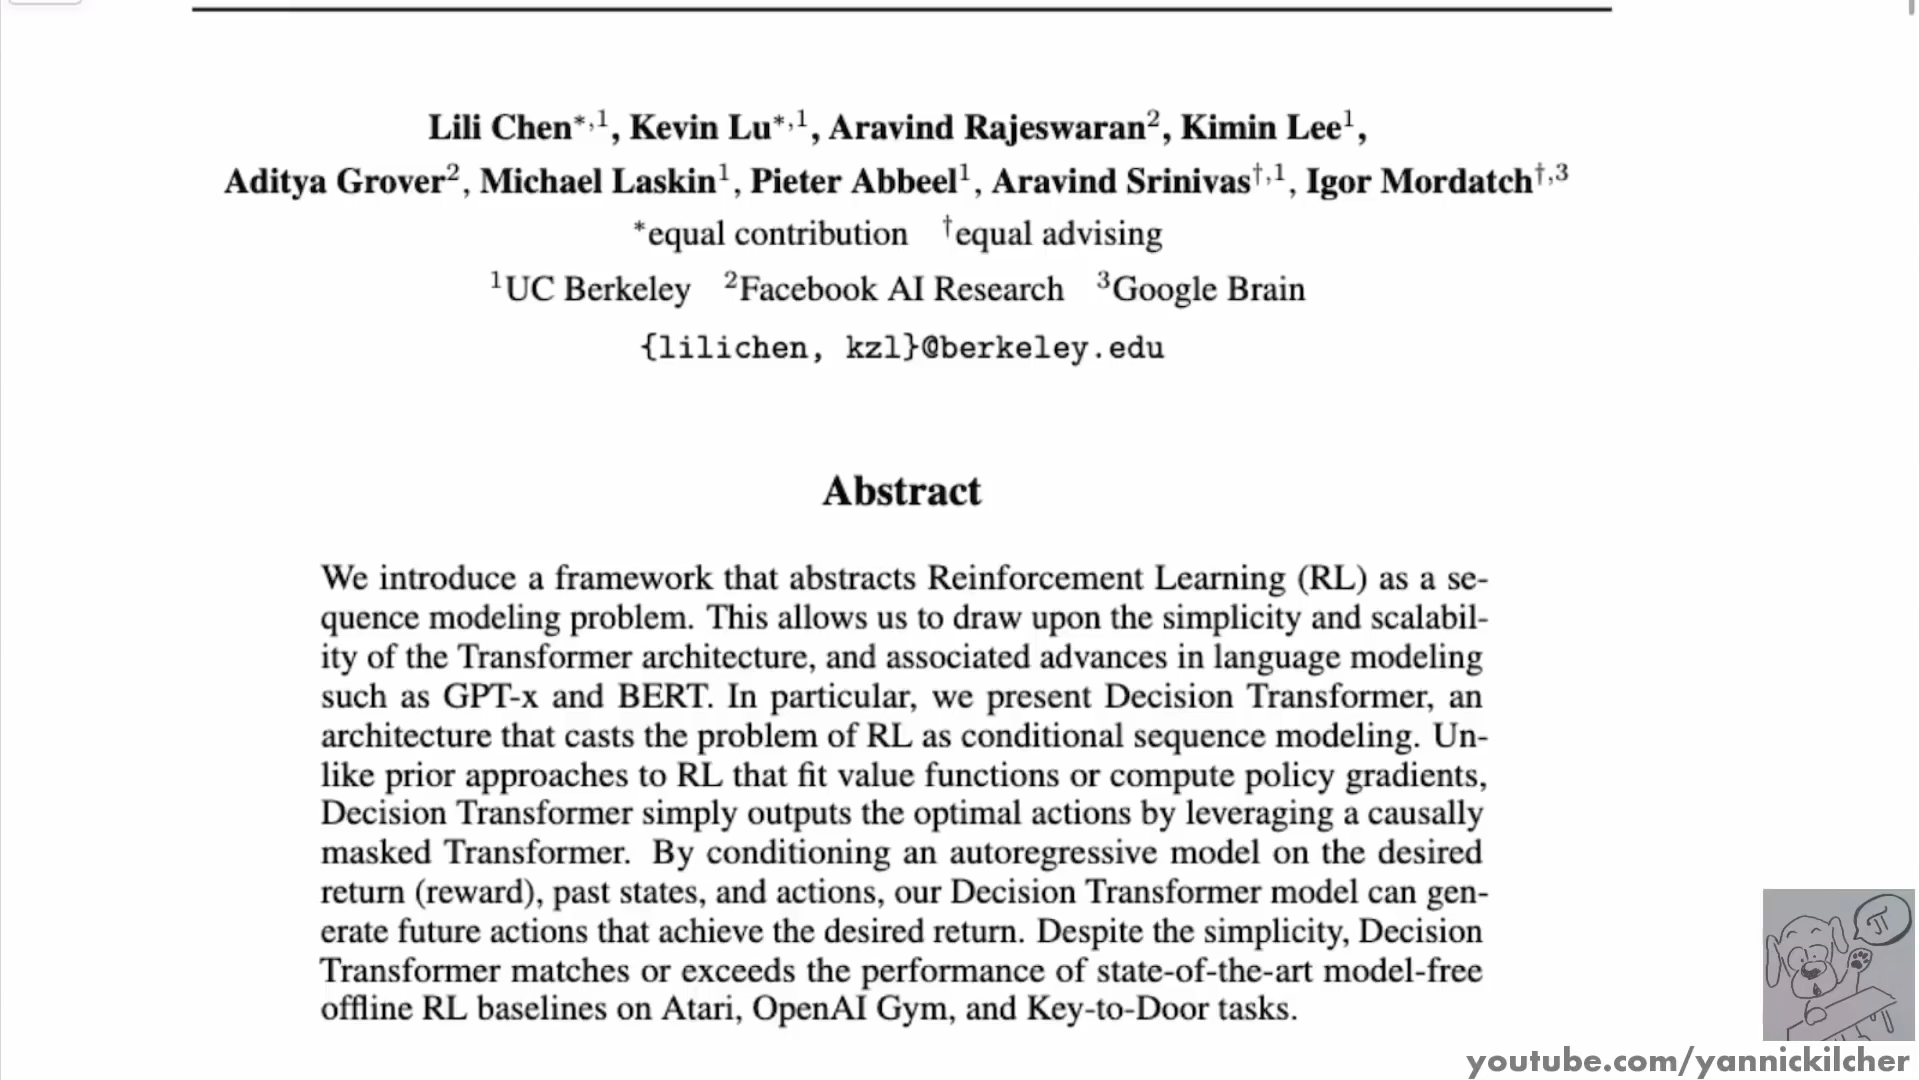 Lili Chen*,1, Kevin Lu*,1, Aravind Rajeswaran2, Kimin Lee1,
Aditya Grover2, Michael Laskin1, Pieter Abbeel1, Aravind Srinivas†,1, Igor Mordatch†,3
*equal contribution †equal advising
1UC Berkeley 2Facebook AI Research 3Google Brain
{lilichen, kzl}@berkeley.edu
Abstract
We introduce a framework that abstracts Reinforcement Learning (RL) as a se-
quence modeling problem. This allows us to draw upon the simplicity and scalabil-
ity of the Transformer architecture, and associated advances in language modeling
such as GPT-x and BERT. In particular, we present Decision Transformer, an
architecture that casts the problem of RL as conditional sequence modeling. Un-
like prior approaches to RL that fit value functions or compute policy gradients,
Decision Transformer simply outputs the optimal actions by leveraging a causally
masked Transformer. By conditioning an autoregressive model on the desired
return (reward), past states, and actions, our Decision Transformer model can gen-
erate future actions that achieve the desired return. Despite the simplicity, Decision
Transformer matches or exceeds the performance of state-of-the-art model-free
offline RL baselines on Atari, OpenAI Gym, and Key-to-Door tasks.
π
youtube.com/yannickilcher